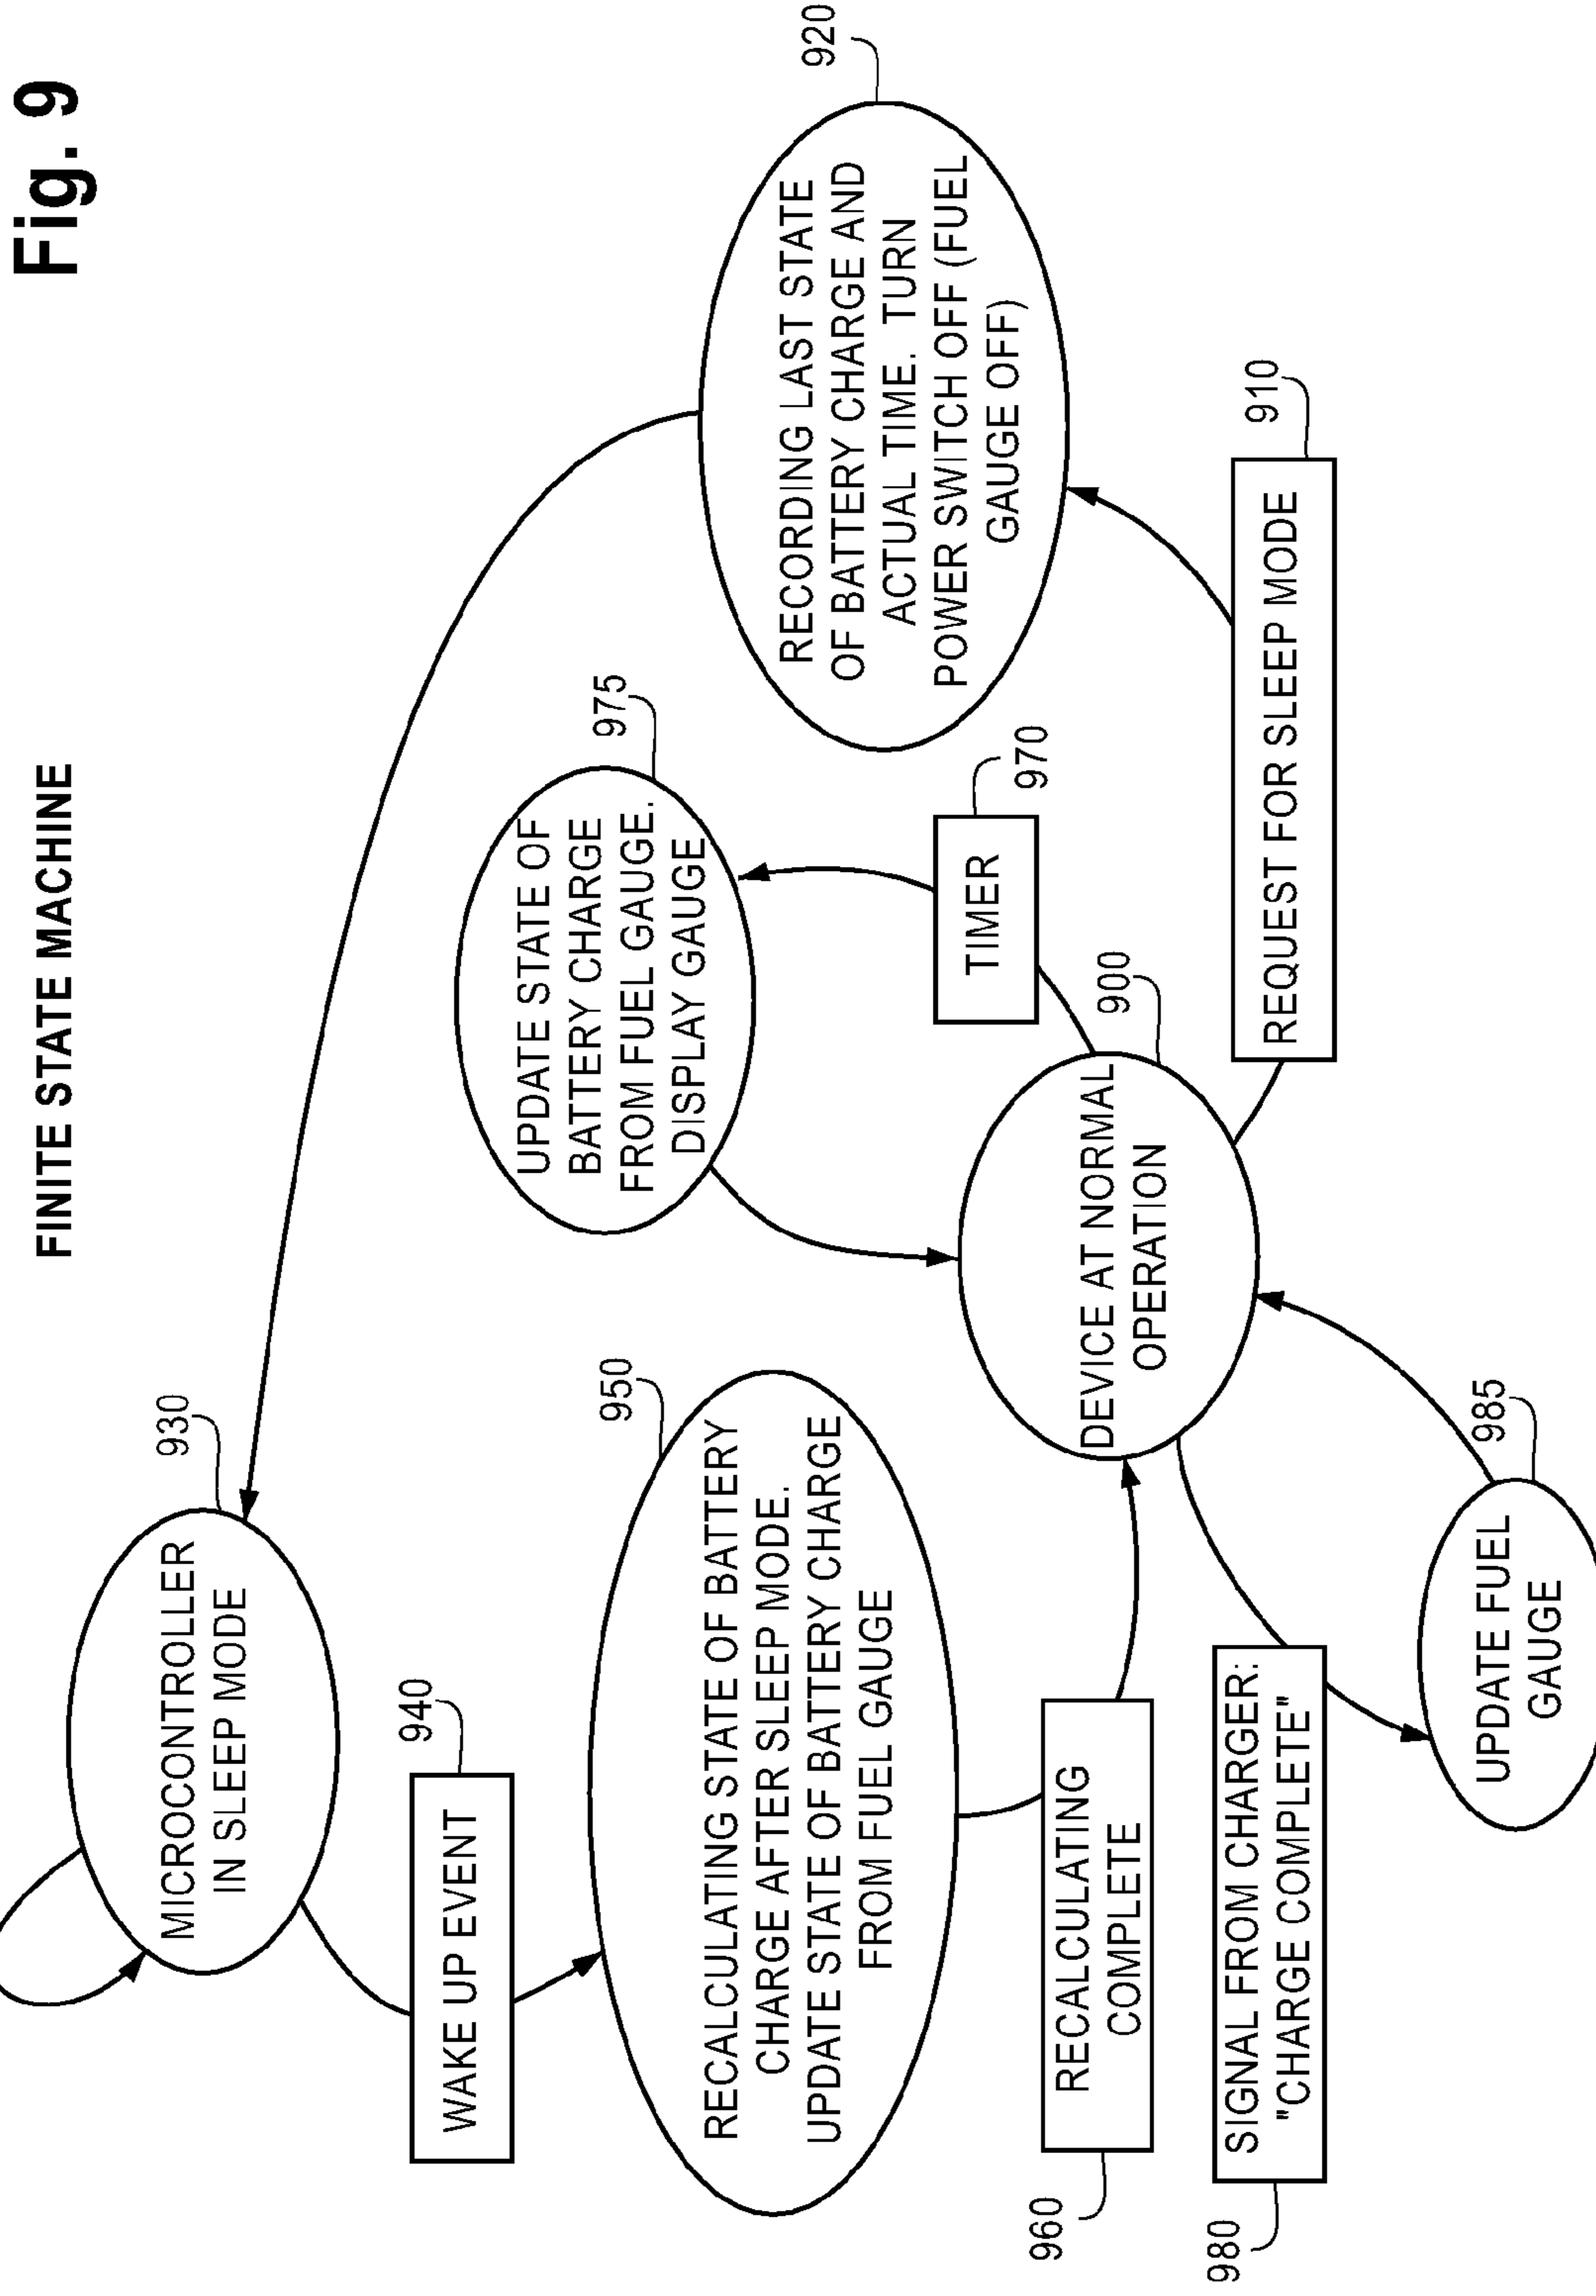 FINITE STATE MACHINE
Fig. 9
930
MICROCONTROLLER
IN SLEEP MODE
940
WAKE UP EVENT
950
RECALCULATING STATE OF BATTERY
CHARGE AFTER SLEEP MODE.
UPDATE STATE OF BATTERY CHARGE
FROM FUEL GAUGE
960
RECALCULATING
COMPLETE
980
SIGNAL FROM CHARGER:
"CHARGE COMPLETE"
985
UPDATE FUEL
GAUGE
900
DEVICE AT NORMAL
OPERATION
975
UPDATE STATE OF
BATTERY CHARGE
FROM FUEL GAUGE.
DISPLAY GAUGE
970
TIMER
920
RECORDING LAST STATE
OF BATTERY CHARGE AND
ACTUAL TIME. TURN
POWER SWITCH OFF (FUEL
GAUGE OFF)
910
REQUEST FOR SLEEP MODE